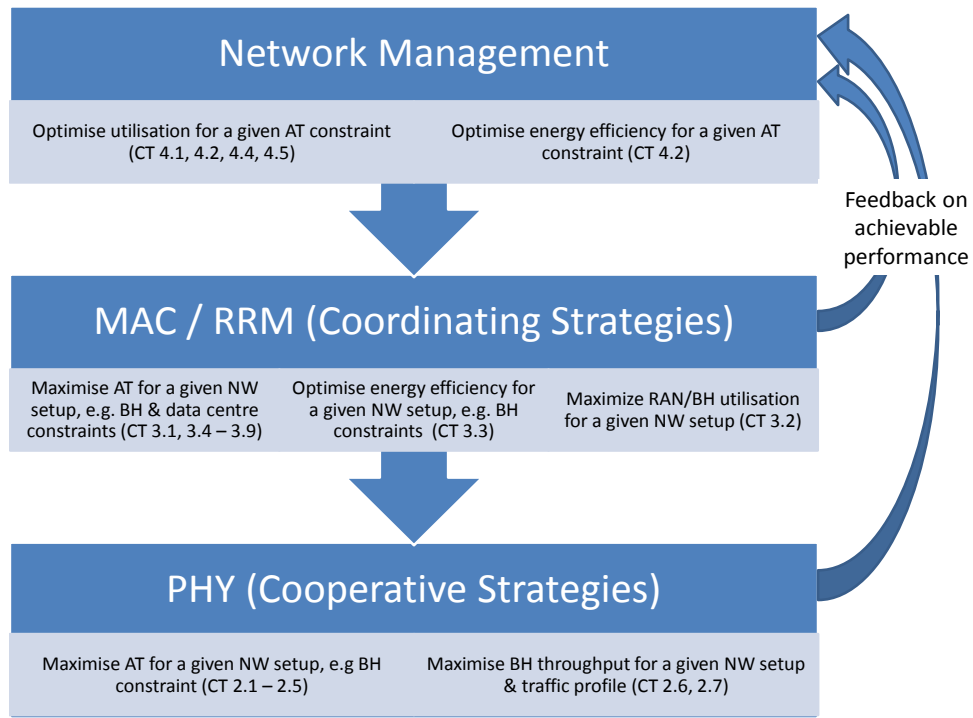 Network Management
Optimise utilisation for a given AT constraint
(CT 4.1, 4.2, 4.4, 4.5)
Optimise energy efficiency for a given AT
constraint (CT 4.2)
Feedback on
achievable
performance
MAC / RRM (Coordinating Strategies)
Maximise AT for a given NW
setup, e.g. BH & data centre
constraints (CT 3.1, 3.4 – 3.9)
Optimise energy efficiency for
a given NW setup, e.g. BH
constraints (CT 3.3)
Maximize RAN/BH utilisation
for a given NW setup (CT 3.2)
PHY (Cooperative Strategies)
Maximise AT for a given NW setup, e.g BH
constraint (CT 2.1 – 2.5)
Maximise BH throughput for a given NW setup
& traffic profile (CT 2.6, 2.7)